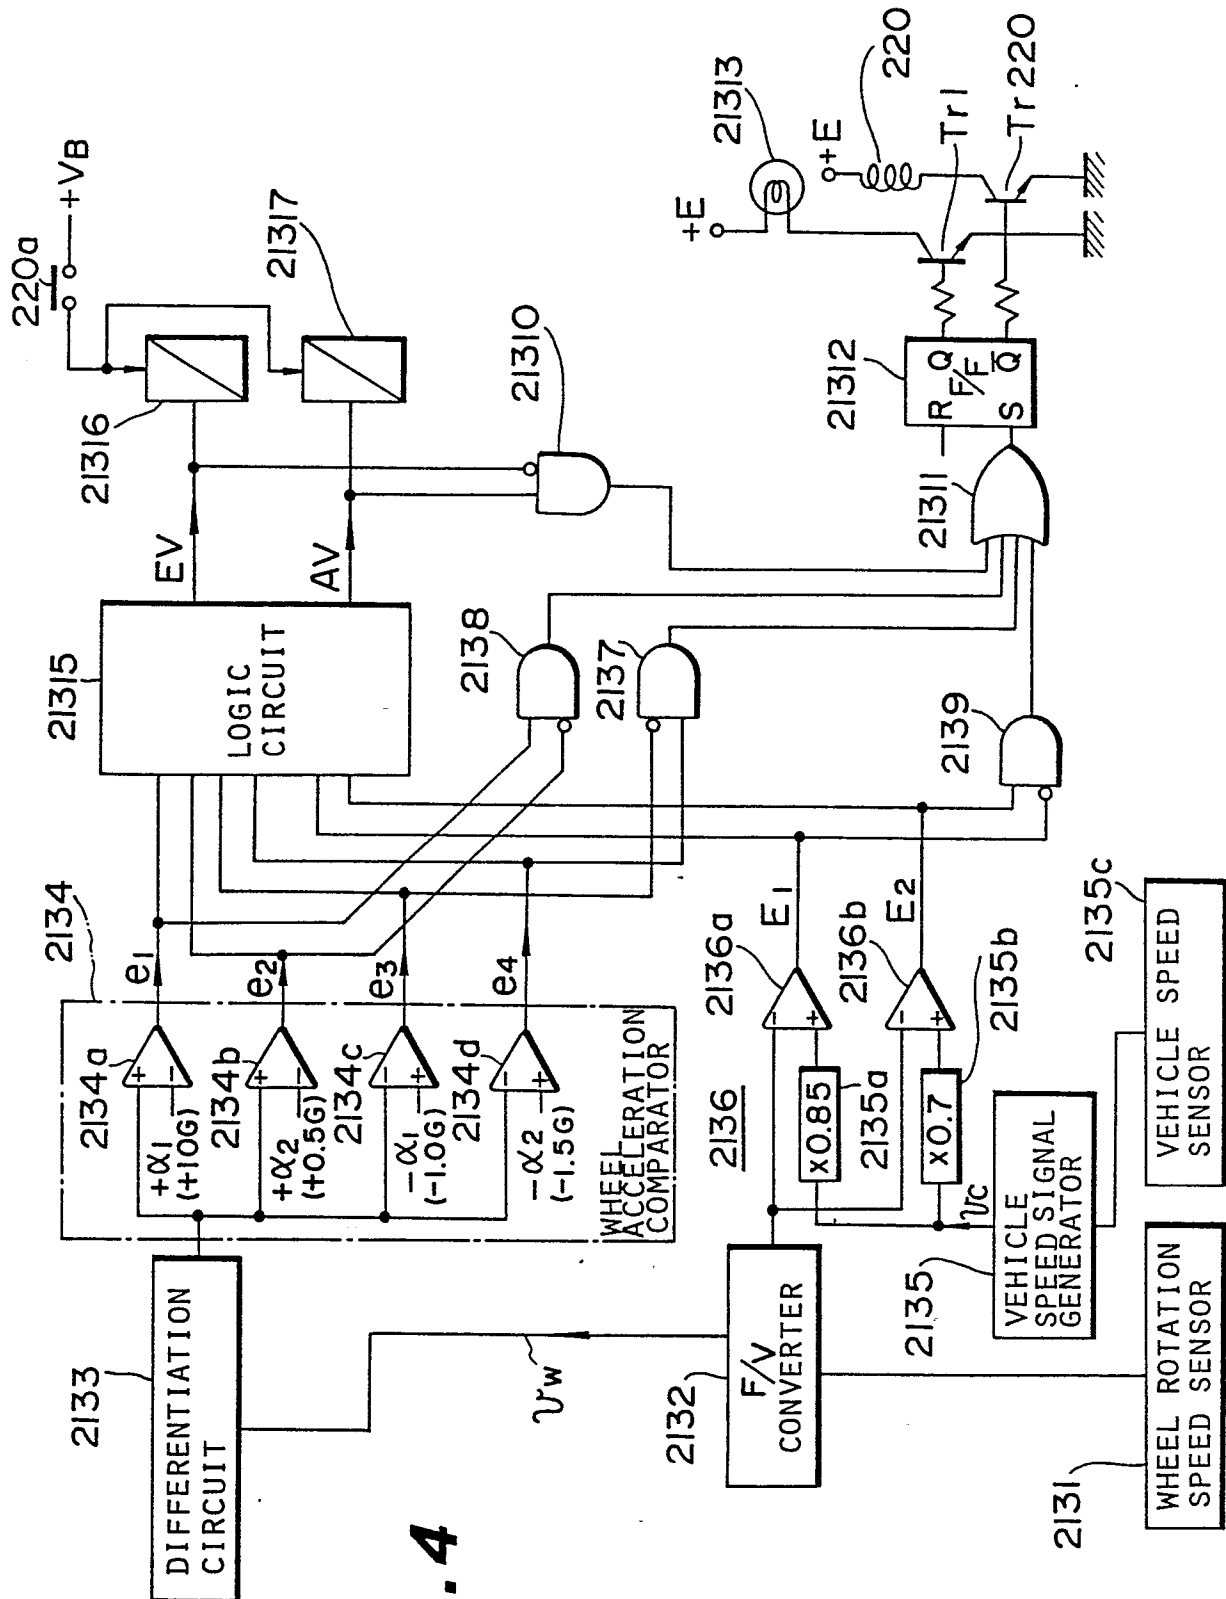 220a
+VB
21317
21316
21310
EV
AV
21315
LOGIC
CIRCUIT
2138
2137
2139
21311
21312
R
Q
F/F
S
Q̅
21313
+E
+E
220
Tr1
Tr220
2134
e1
e2
e3
e4
2134a
+
−
+α1
(+10G)
2134b
+
−
+α2
(+0.5G)
2134c
−
+
−α1
(−1.0G)
2134d
−
+
−α2
(−1.5G)
WHEEL
ACCELERATION
COMPARATOR
2133
DIFFERENTIATION
CIRCUIT
vw
2132
F/V
CONVERTER
2136
2136a
−
+
E1
2136b
−
+
E2
x0.85
2135a
x0.7
2135b
vc
2135
VEHICLE
SPEED SIGNAL
GENERATOR
2135c
VEHICLE SPEED
SENSOR
2131
WHEEL ROTATION
SPEED SENSOR
.4